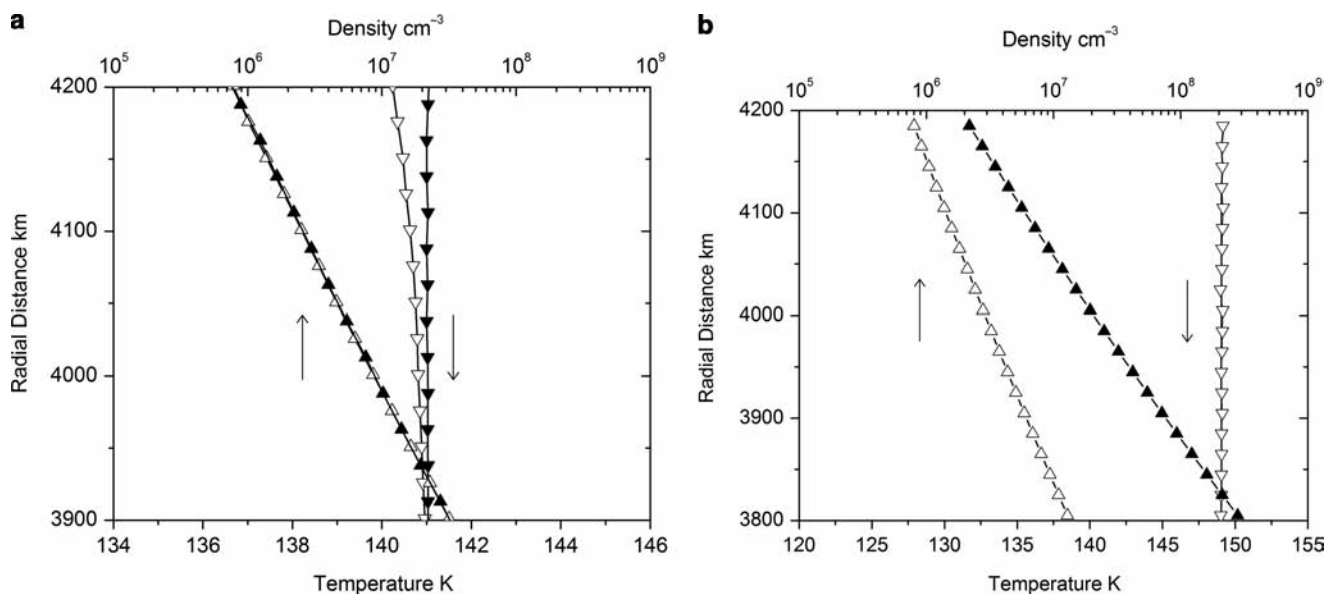 a
Density cm⁻³
10⁵ 10⁶ 10⁷ 10⁸ 10⁹
4200
4100
4000
3900
Radial Distance km
134 136 138 140 142 144 146
Temperature K
b
Density cm⁻³
10⁵ 10⁶ 10⁷ 10⁸ 10⁹
4200
4100
4000
3900
3800
Radial Distance km
120 125 130 135 140 145 150 155
Temperature K